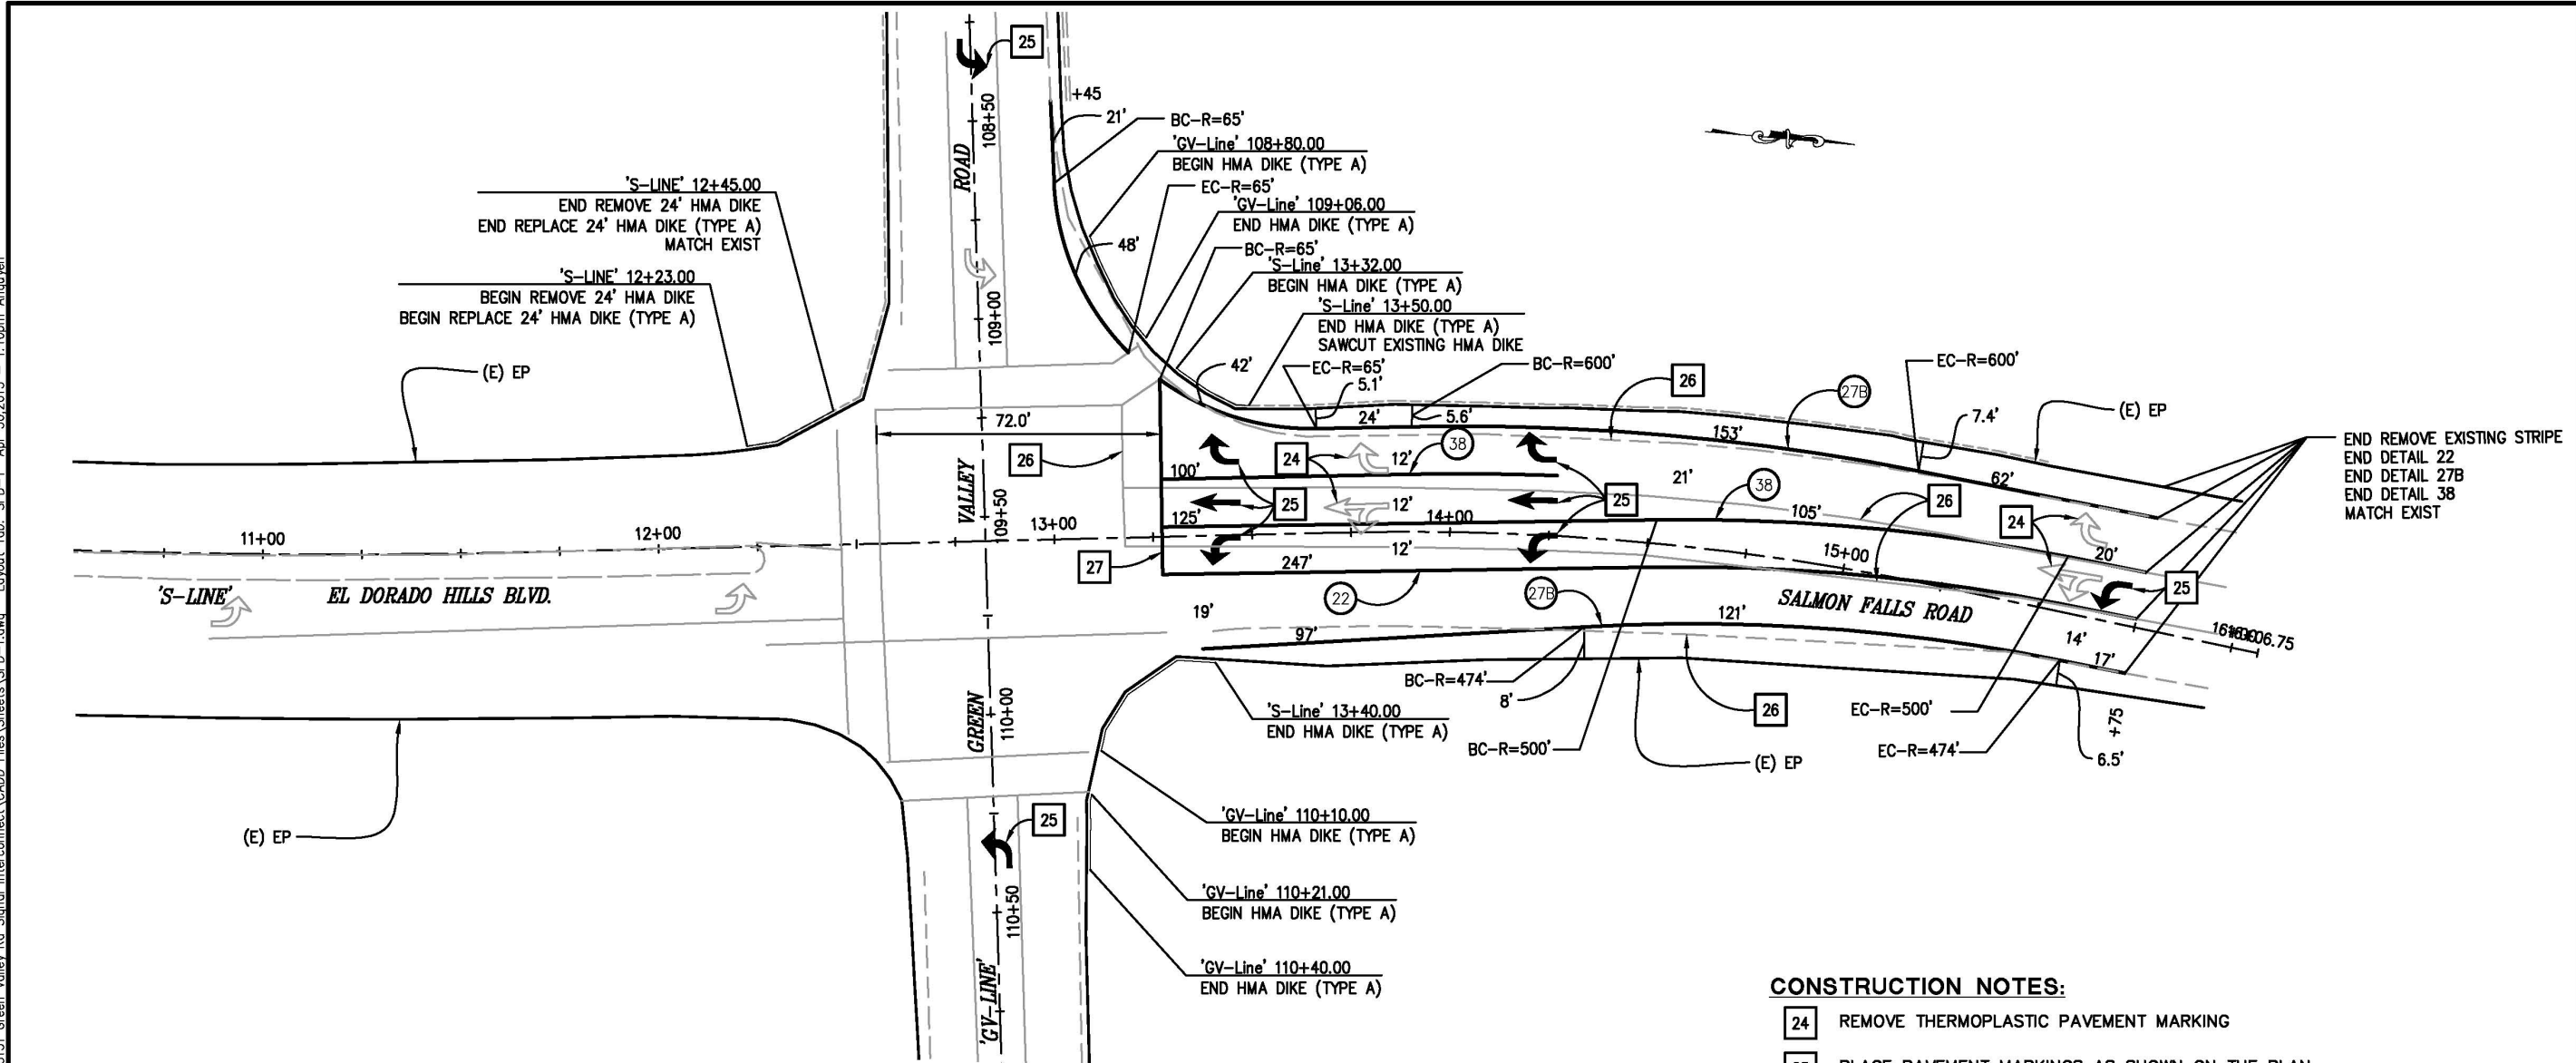 25
+45
21'
BC-R=65'
'GV-Line' 108+80.00
BEGIN HMA DIKE (TYPE A)
EC-R=65'
'GV-Line' 109+06.00
END HMA DIKE (TYPE A)
BC-R=65'
'S-Line' 13+32.00
BEGIN HMA DIKE (TYPE A)
'S-Line' 13+50.00
END HMA DIKE (TYPE A)
SAWCUT EXISTING HMA DIKE
48'
42'
'S-LINE' 12+45.00
END REMOVE 24' HMA DIKE
END REPLACE 24' HMA DIKE (TYPE A)
MATCH EXIST
'S-LINE' 12+23.00
BEGIN REMOVE 24' HMA DIKE
BEGIN REPLACE 24' HMA DIKE (TYPE A)
(E) EP
ROAD
108+50
109+00
VALLEY
109+50
GREEN
110+00
110+50
'GV-LINE'
EC-R=65'
5.1'
24'
5.6'
BC-R=600'
26
27B
EC-R=600'
7.4'
(E) EP
153'
62'
END REMOVE EXISTING STRIPE
END DETAIL 22
END DETAIL 27B
END DETAIL 38
MATCH EXIST
72.0'
26
100'
24
12'
38
25
12'
125'
25
21'
38
105'
26
24
20'
25
11+00
12+00
13+00
14+00
15+00
16+00
27
12'
247'
'S-LINE'
EL DORADO HILLS BLVD.
22
27B
SALMON FALLS ROAD
19'
97'
121'
14'
17'
BC-R=474'
8'
26
EC-R=500'
+75
EC-R=474'
6.5'
BC-R=500'
(E) EP
'S-Line' 13+40.00
END HMA DIKE (TYPE A)
(E) EP
25
'GV-Line' 110+10.00
BEGIN HMA DIKE (TYPE A)
'GV-Line' 110+21.00
BEGIN HMA DIKE (TYPE A)
'GV-Line' 110+40.00
END HMA DIKE (TYPE A)
CONSTRUCTION NOTES:
24 REMOVE THERMOPLASTIC PAVEMENT MARKING
PLACE PAVEMENT MARKINGS AS SHOWN ON THE PLAN